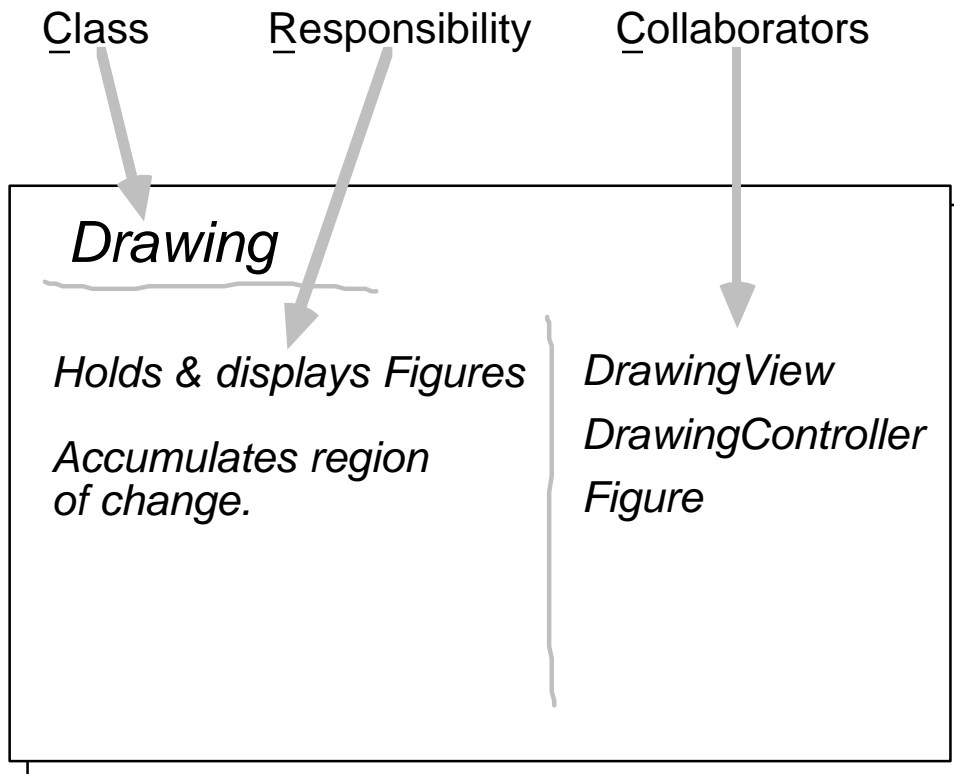 Class Responsibility Collaborators
Drawing
Holds & displays Figures
Accumulates region
of change.
DrawingView
DrawingController
Figure